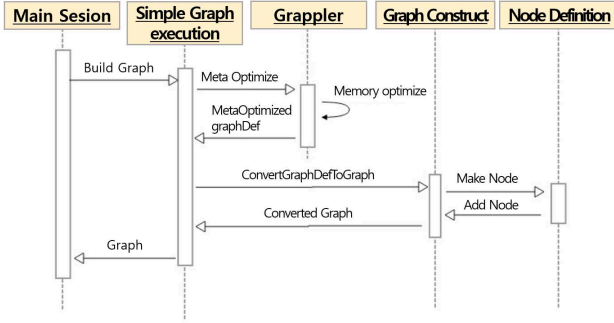 Main Sesion
Simple Graph
execution
Grappler
Graph Construct
Node Definition
Build Graph
Meta Optimize
Memory optimize
MetaOptimized
graphDef
ConvertGraphDefToGraph
Make Node
Add Node
Converted Graph
Graph